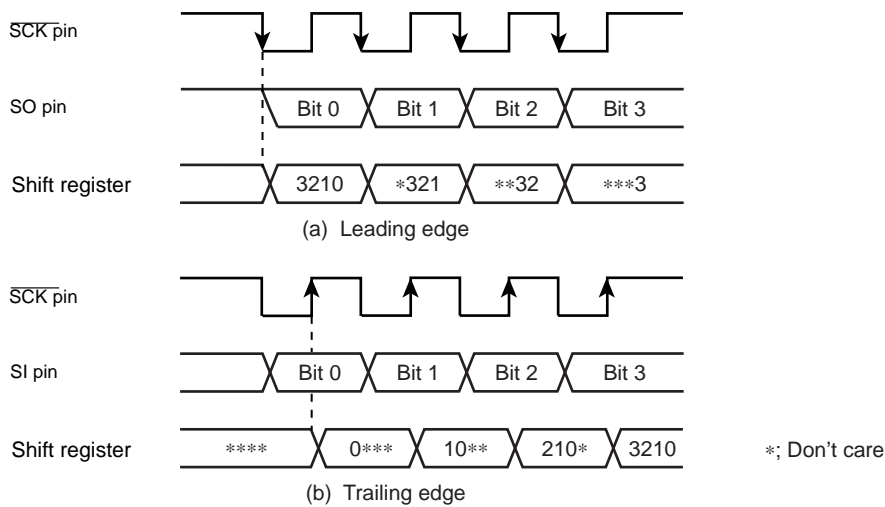 SCK pin
SO pin Bit 0 Bit 1 Bit 2 Bit 3
Shift register 3210 *321 **32 ***3
(a) Leading edge
SCK pin
SI pin Bit 0 Bit 1 Bit 2 Bit 3
Shift register **** 0*** 10** 210* 3210 *; Don't care
(b) Trailing edge